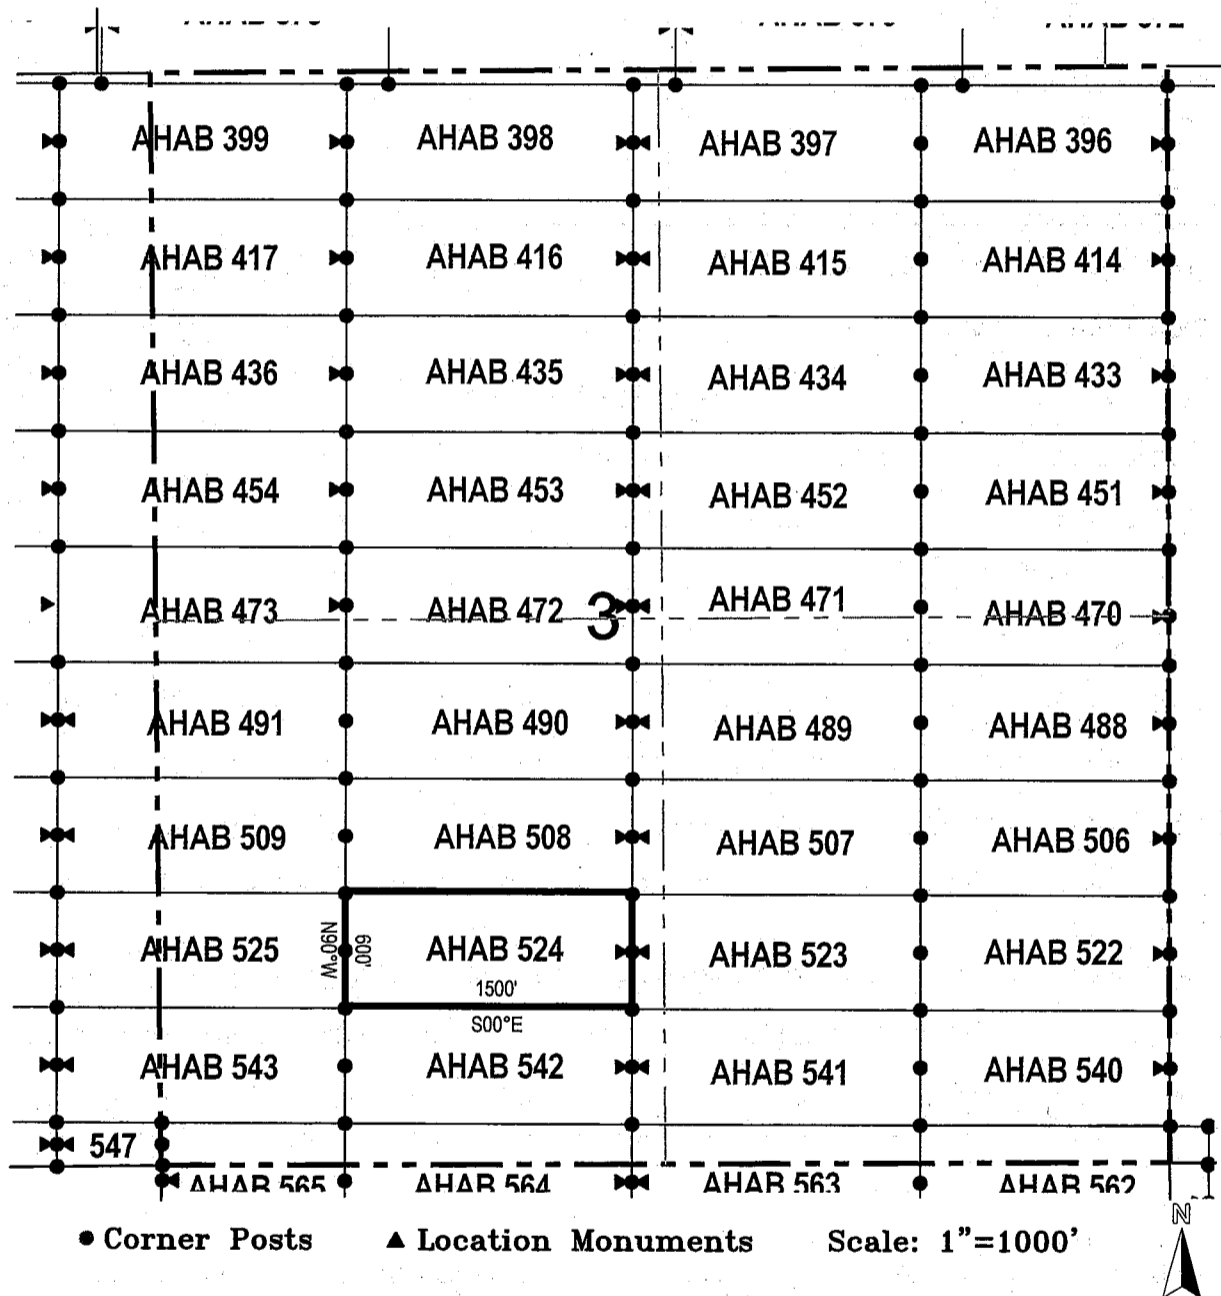 AHAB 399 AHAB 398 AHAB 397 AHAB 396
AHAB 417 AHAB 416 AHAB 415 AHAB 414
AHAB 436 AHAB 435 AHAB 434 AHAB 433
AHAB 454 AHAB 453 AHAB 452 AHAB 451
AHAB 473 AHAB 472 3 AHAB 471 AHAB 470
AHAB 491 AHAB 490 AHAB 489 AHAB 488
AHAB 509 AHAB 508 AHAB 507 AHAB 506
AHAB 525 N90°W 600' AHAB 524 AHAB 523 AHAB 522
1500'
S00°E
AHAB 543 AHAB 542 AHAB 541 AHAB 540
547
AHAB 565 AHAB 564 AHAB 563 AHAB 562
Corner Posts Location Monuments Scale: 1"=1000'
N